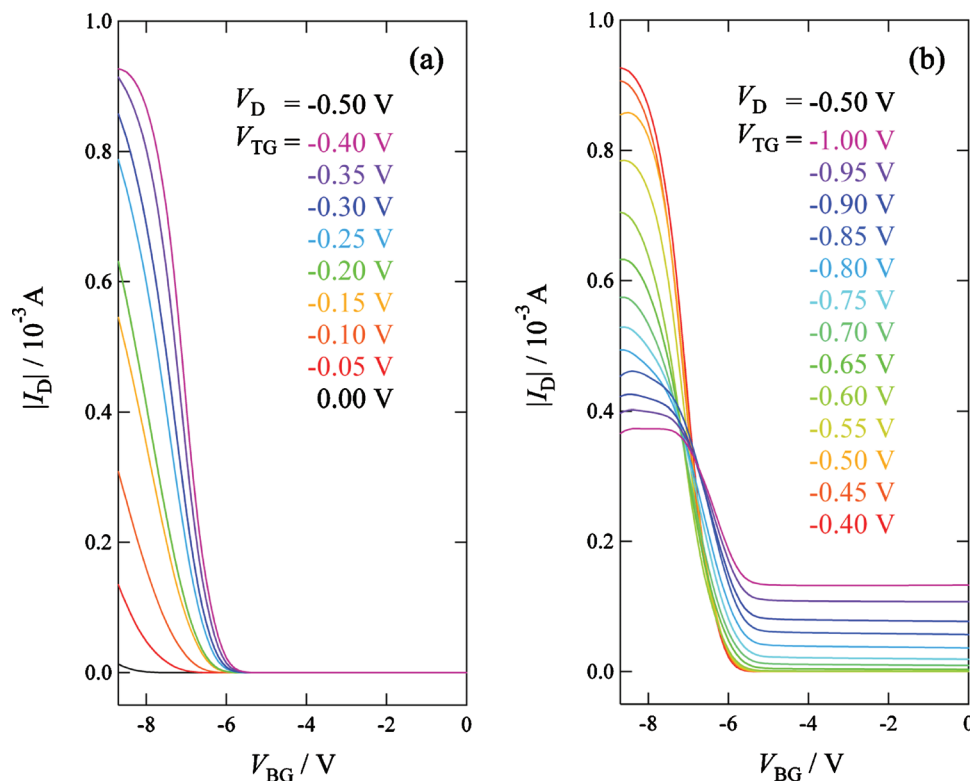 (a)
V_D = -0.50 V
V_TG = -0.40 V
-0.35 V
-0.30 V
-0.25 V
-0.20 V
-0.15 V
-0.10 V
-0.05 V
0.00 V
1.0
0.8
0.6
0.4
0.2
0.0
|I_D| / 10^-3 A
-8 -6 -4 -2 0
V_BG / V
(b)
V_D = -0.50 V
V_TG = -1.00 V
-0.95 V
-0.90 V
-0.85 V
-0.80 V
-0.75 V
-0.70 V
-0.65 V
-0.60 V
-0.55 V
-0.50 V
-0.45 V
-0.40 V
1.0
0.8
0.6
0.4
0.2
0.0
|I_D| / 10^-3 A
-8 -6 -4 -2 0
V_BG / V